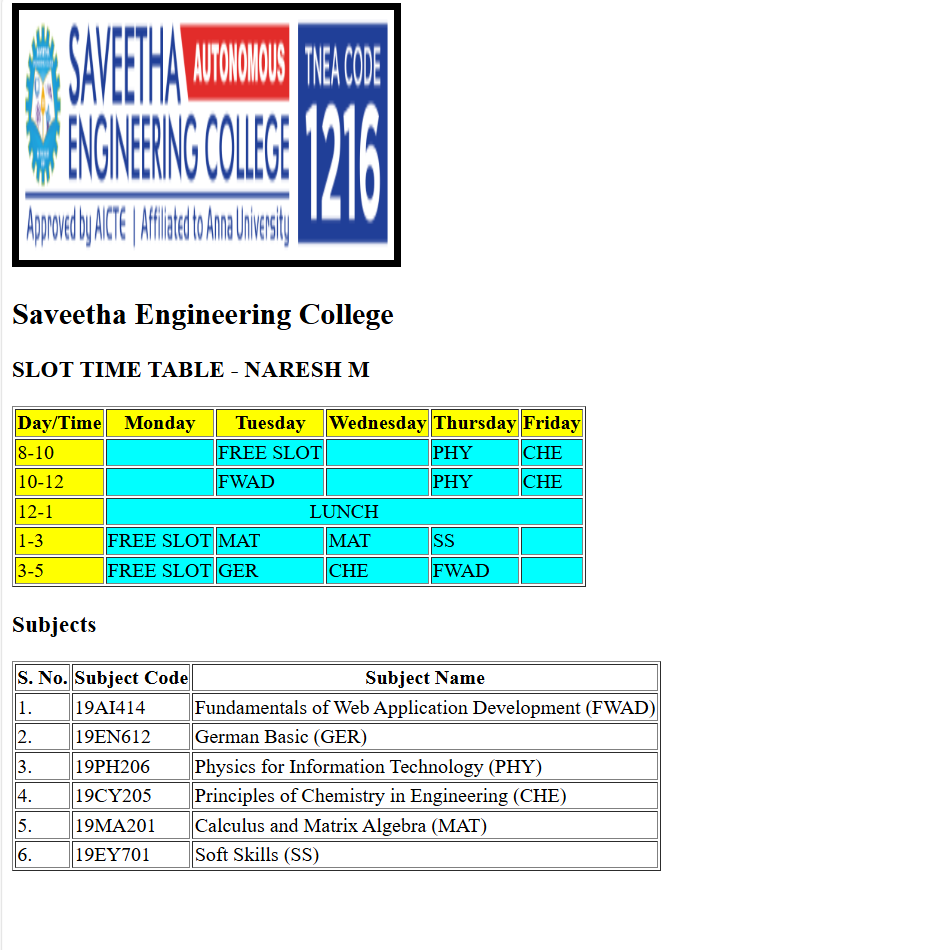 SAVEETHA AUTONOMOUS
ENGINEERING COLLEGE
Approved by AICTE | Affiliated to Anna University
TNEA CODE
1216
Saveetha Engineering College
SLOT TIME TABLE - NARESH M
Day/Time Monday Tuesday Wednesday Thursday Friday
8-10 FREE SLOT PHY CHE
10-12 FWAD PHY CHE
12-1 LUNCH
1-3 FREE SLOT MAT MAT SS
3-5 FREE SLOT GER CHE FWAD
Subjects
S. No. Subject Code Subject Name
1. 19AI414 Fundamentals of Web Application Development (FWAD)
2. 19EN612 German Basic (GER)
3. 19PH206 Physics for Information Technology (PHY)
4. 19CY205 Principles of Chemistry in Engineering (CHE)
5. 19MA201 Calculus and Matrix Algebra (MAT)
6. 19EY701 Soft Skills (SS)